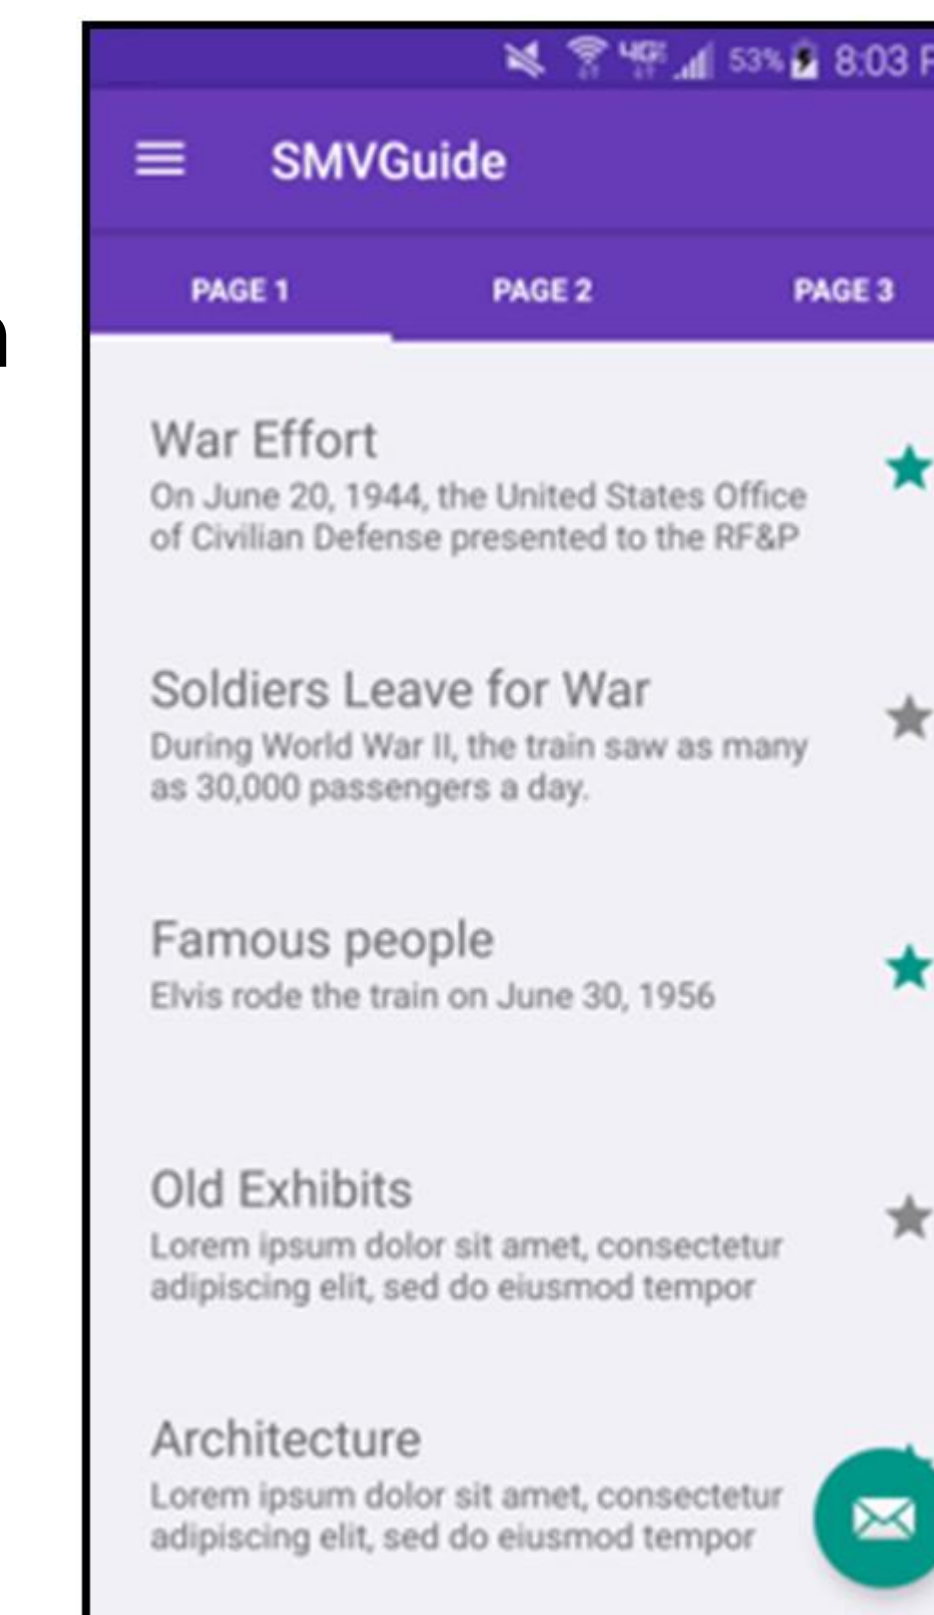 53% 8:03 P
SMVGuide
PAGE 1 PAGE 2 PAGE 3
War Effort
On June 20, 1944, the United States Office
of Civilian Defense presented to the RF&P
Soldiers Leave for War
During World War II, the train saw as many
as 30,000 passengers a day.
Famous people
Elvis rode the train on June 30, 1956
Old Exhibits
Lorem ipsum dolor sit amet, consectetur
adipiscing elit, sed do eiusmod tempor
Architecture
Lorem ipsum dolor sit amet, consectetur
adipiscing elit, sed do eiusmod tempor